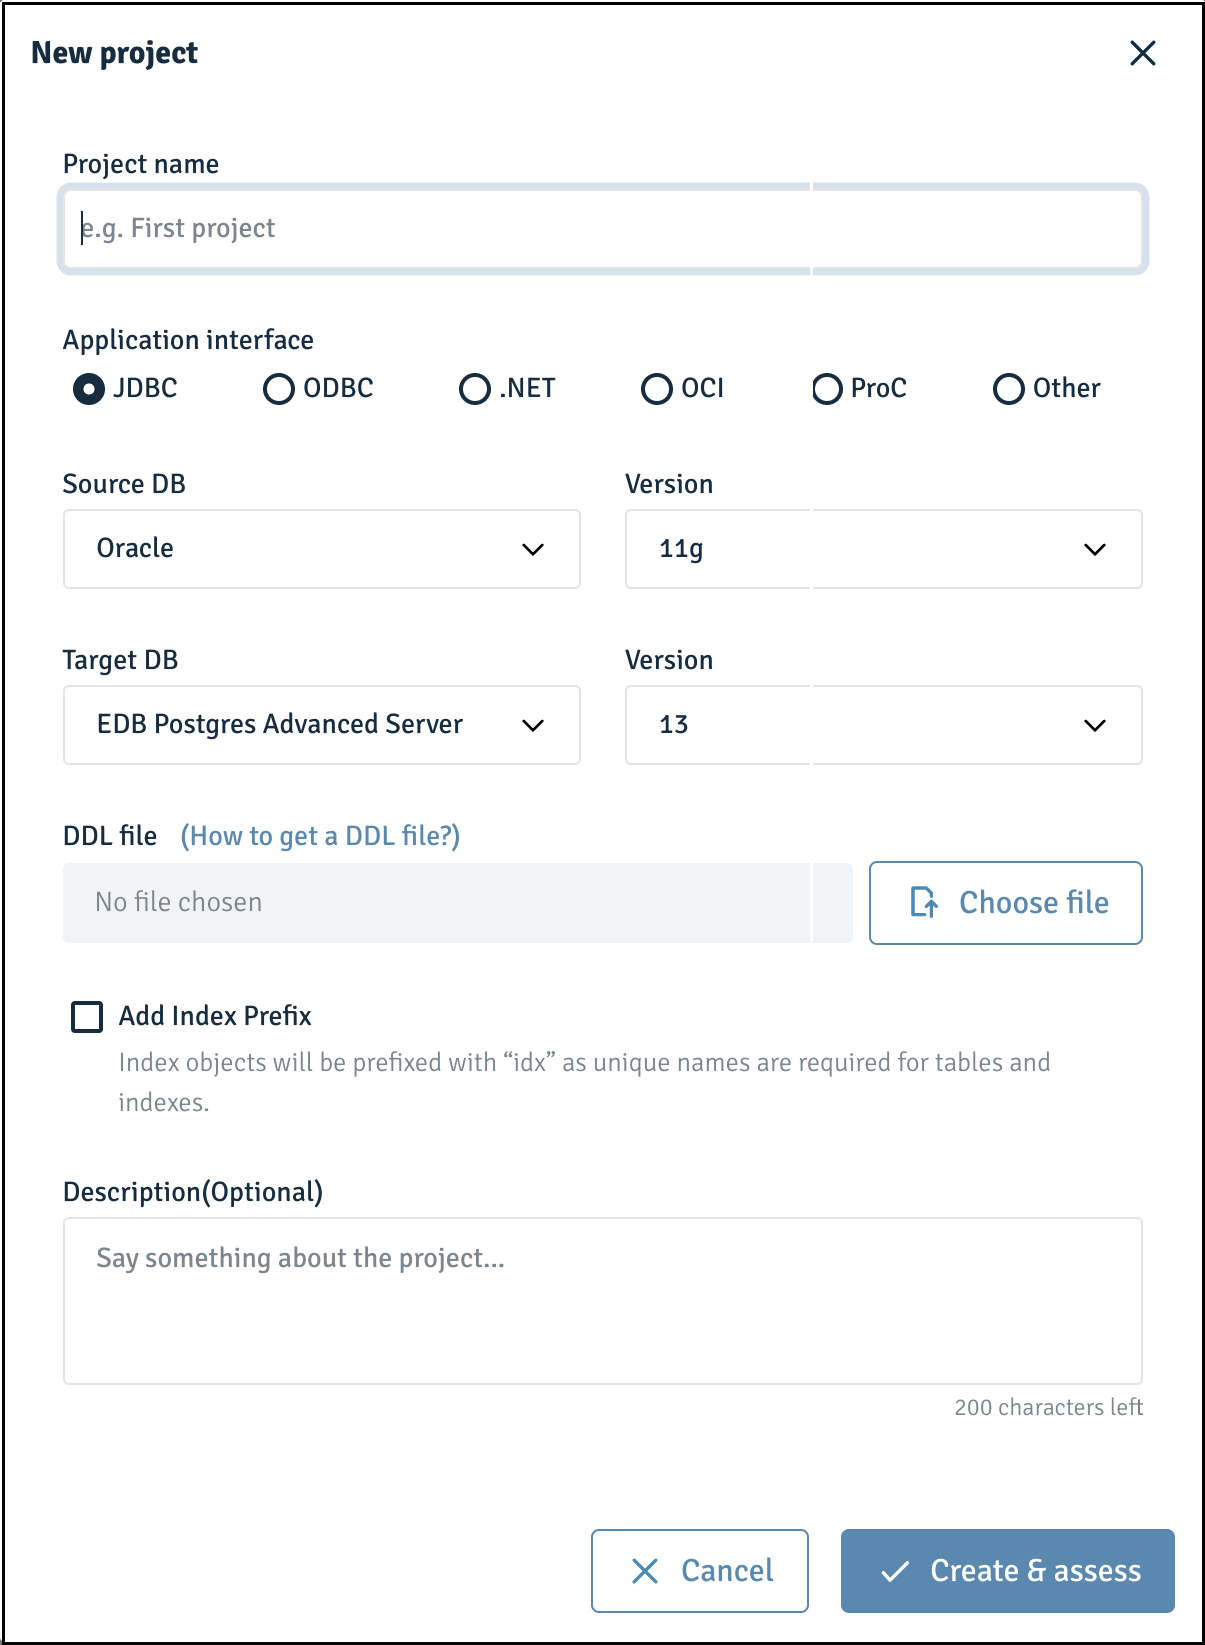 New project
Project name
e.g. First project
Application interface
JDBC ODBC .NET OCI ProC Other
Source DB Version
Oracle 11g
Target DB Version
EDB Postgres Advanced Server 13
DDL file (How to get a DDL file?)
No file chosen Choose file
Add Index Prefix
Index objects will be prefixed with “idx” as unique names are required for tables and
indexes.
Description(Optional)
Say something about the project...
200 characters left
Cancel Create & assess